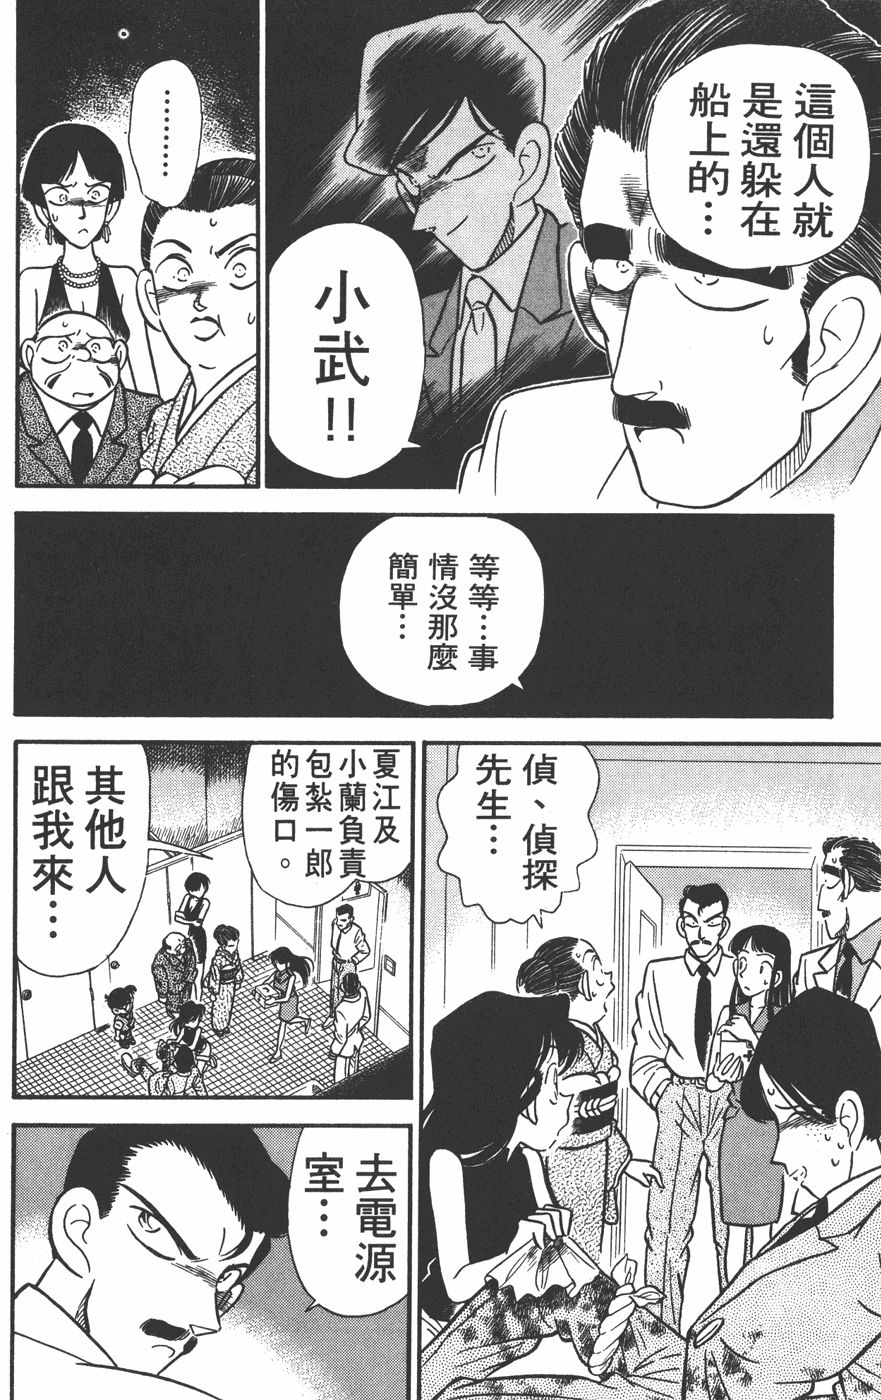 這個人就
是還躲在
船上的…
小武!!
………
等等…事
情沒那麼
簡單…
偵、偵探
先生…
夏江及
小蘭負責
包紮一郎
的傷口。
其他人
跟我來…
去電源
室…